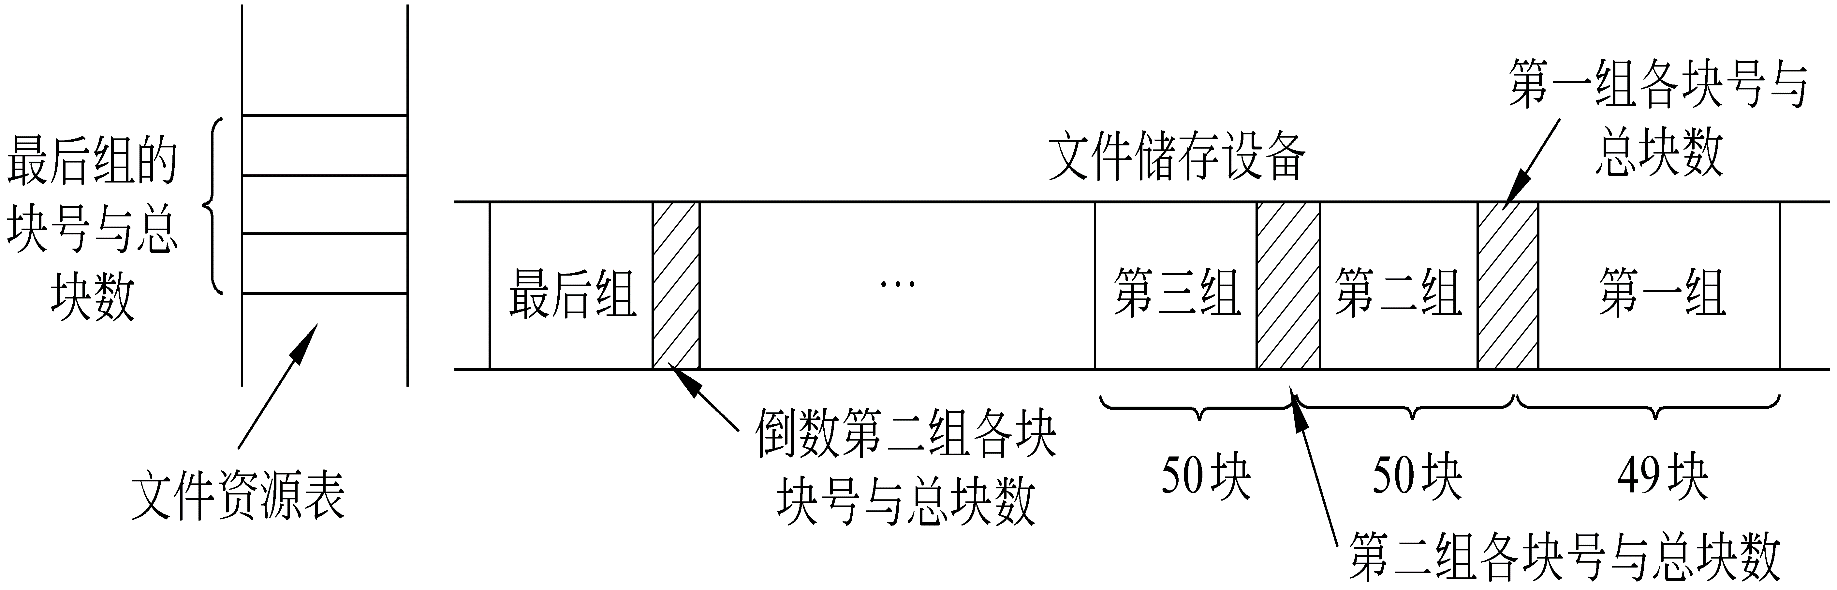 最后组的
块号与总
块数
文件资源表
文件储存设备
第一组各块号与
总块数
最后组
…
第三组
第二组
第一组
倒数第二组各块
块号与总块数
50块
50块
49块
第二组各块号与总块数